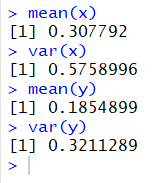 > mean(x)
[1] 0.307792
> var(x)
[1] 0.5758996
> mean(y)
[1] 0.1854899
> var(y)
[1] 0.3211289
>